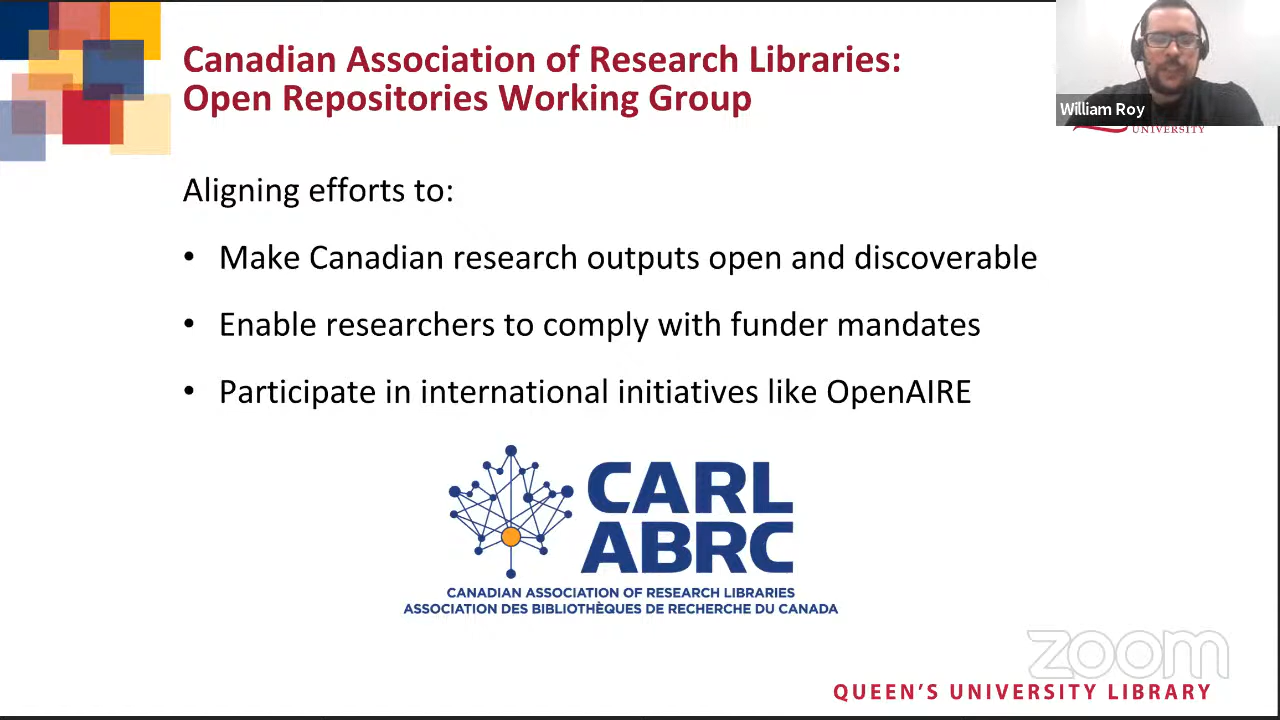 Canadian Association of Research Libraries:
Open Repositories Working Group
William Roy
UNIVERSITY
Aligning efforts to:
• Make Canadian research outputs open and discoverable
• Enable researchers to comply with funder mandates
• Participate in international initiatives like OpenAIRE
CARL
ABRC
CANADIAN ASSOCIATION OF RESEARCH LIBRARIES
ASSOCIATION DES BIBLIOTHÈQUES DE RECHERCHE DU CANADA
zoom
QUEEN'S UNIVERSITY LIBRARY